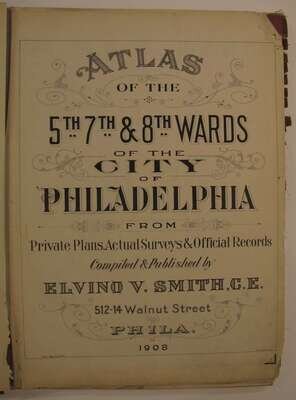 ATLAS
OF THE
5TH 7TH & 8TH WARDS
OF THE
CITY
OF
PHILADELPHIA
FROM
Private Plans, Actual Surveys & Official Records
Compiled & Published by
ELVINO V. SMITH, C.E.
512-14 Walnut Street
PHILA.
1908